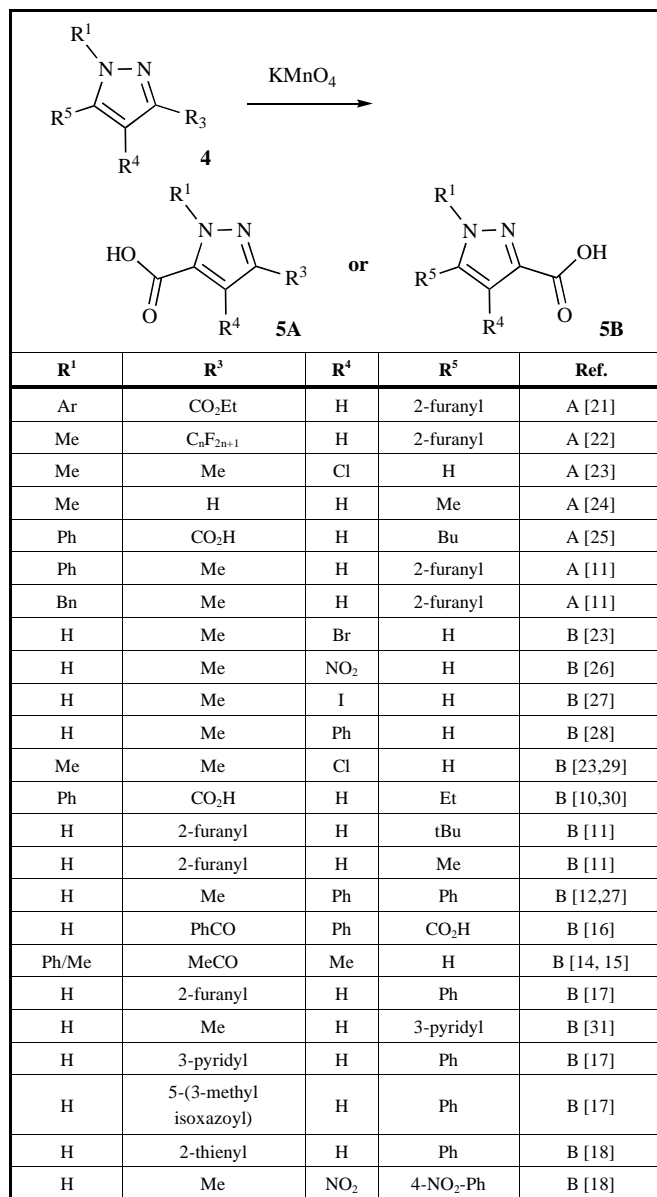 R¹
N N
KMnO₄
R⁵ R₃
R⁴ 4
R¹
N N
HO R³
O R⁴ 5A
or
R¹
N N
R⁵ OH
R⁴ O 5B
R¹ R³ R⁴ R⁵ Ref.
Ar CO₂Et H 2-furanyl A [21]
Me CₙF₂ₙ₊₁ H 2-furanyl A [22]
Me Me Cl H A [23]
Me H H Me A [24]
Ph CO₂H H Bu A [25]
Ph Me H 2-furanyl A [11]
Bn Me H 2-furanyl A [11]
H Me Br H B [23]
H Me NO₂ H B [26]
H Me I H B [27]
H Me Ph H B [28]
Me Me Cl H B [23,29]
Ph CO₂H H Et B [10,30]
H 2-furanyl H tBu B [11]
H 2-furanyl H Me B [11]
H Me Ph Ph B [12,27]
H PhCO Ph CO₂H B [16]
Ph/Me MeCO Me H B [14, 15]
H 2-furanyl H Ph B [17]
H Me H 3-pyridyl B [31]
H 3-pyridyl H Ph B [17]
H 5-(3-methyl
isoxazoyl) H Ph B [17]
H 2-thienyl H Ph B [18]
H Me NO₂ 4-NO₂-Ph B [18]